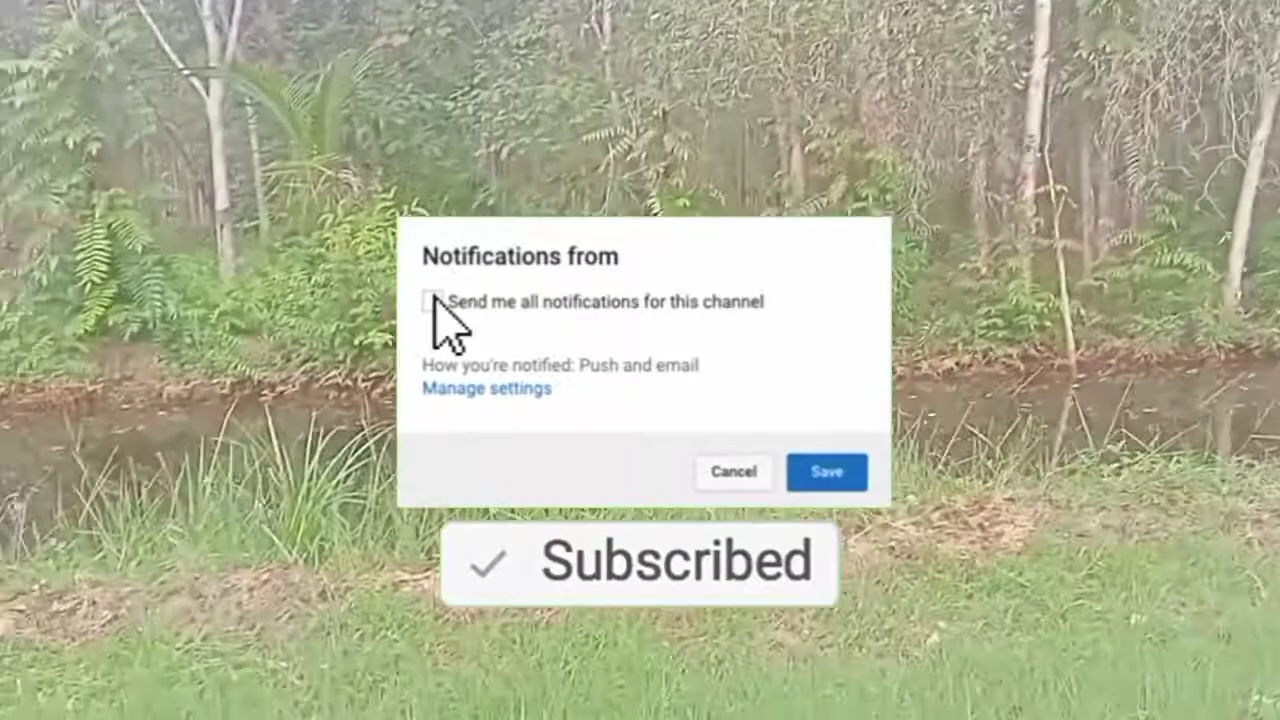 Notifications from
Send me all notifications for this channel
How you're notified: Push and email
Manage settings
Cancel
Save
Subscribed